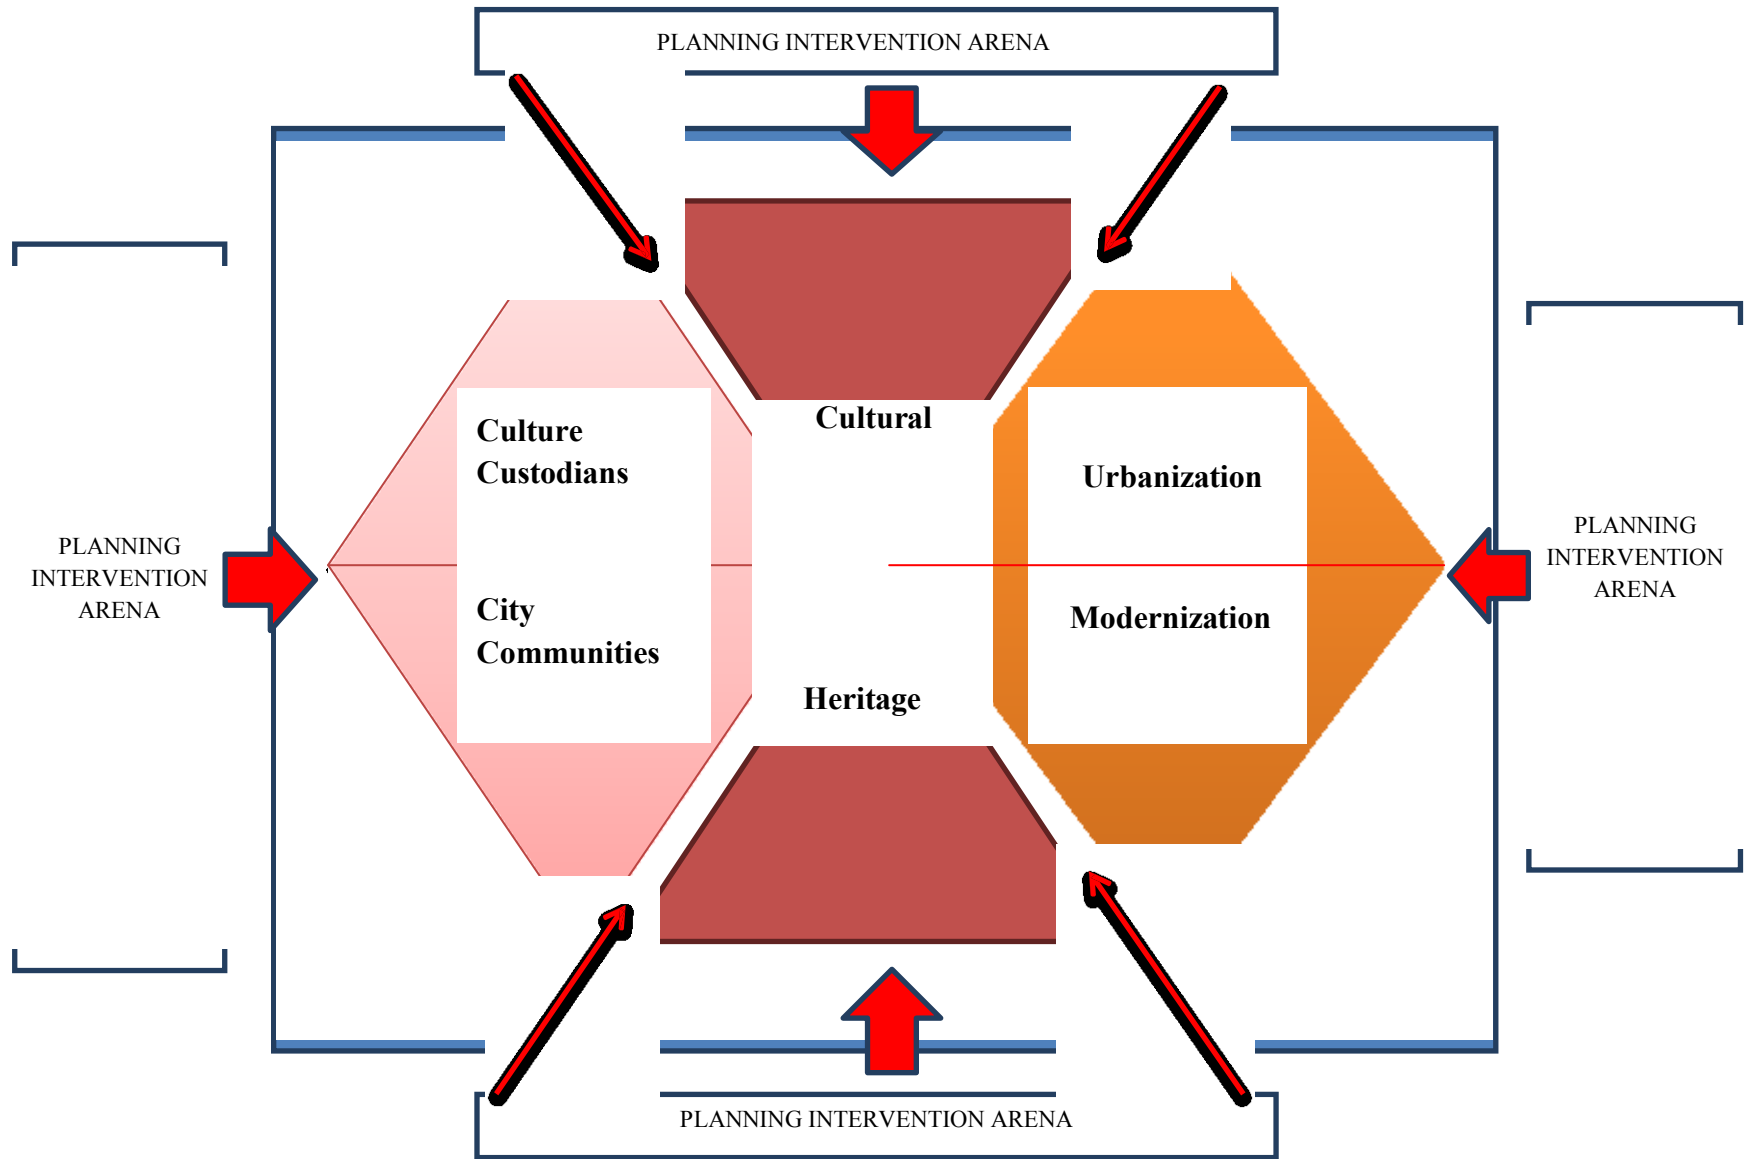 PLANNING INTERVENTION ARENA
Cultural
Heritage
Culture
Custodians
City
Communities
Urbanization
Modernization
PLANNING
INTERVENTION
ARENA
PLANNING
INTERVENTION
ARENA
PLANNING INTERVENTION ARENA